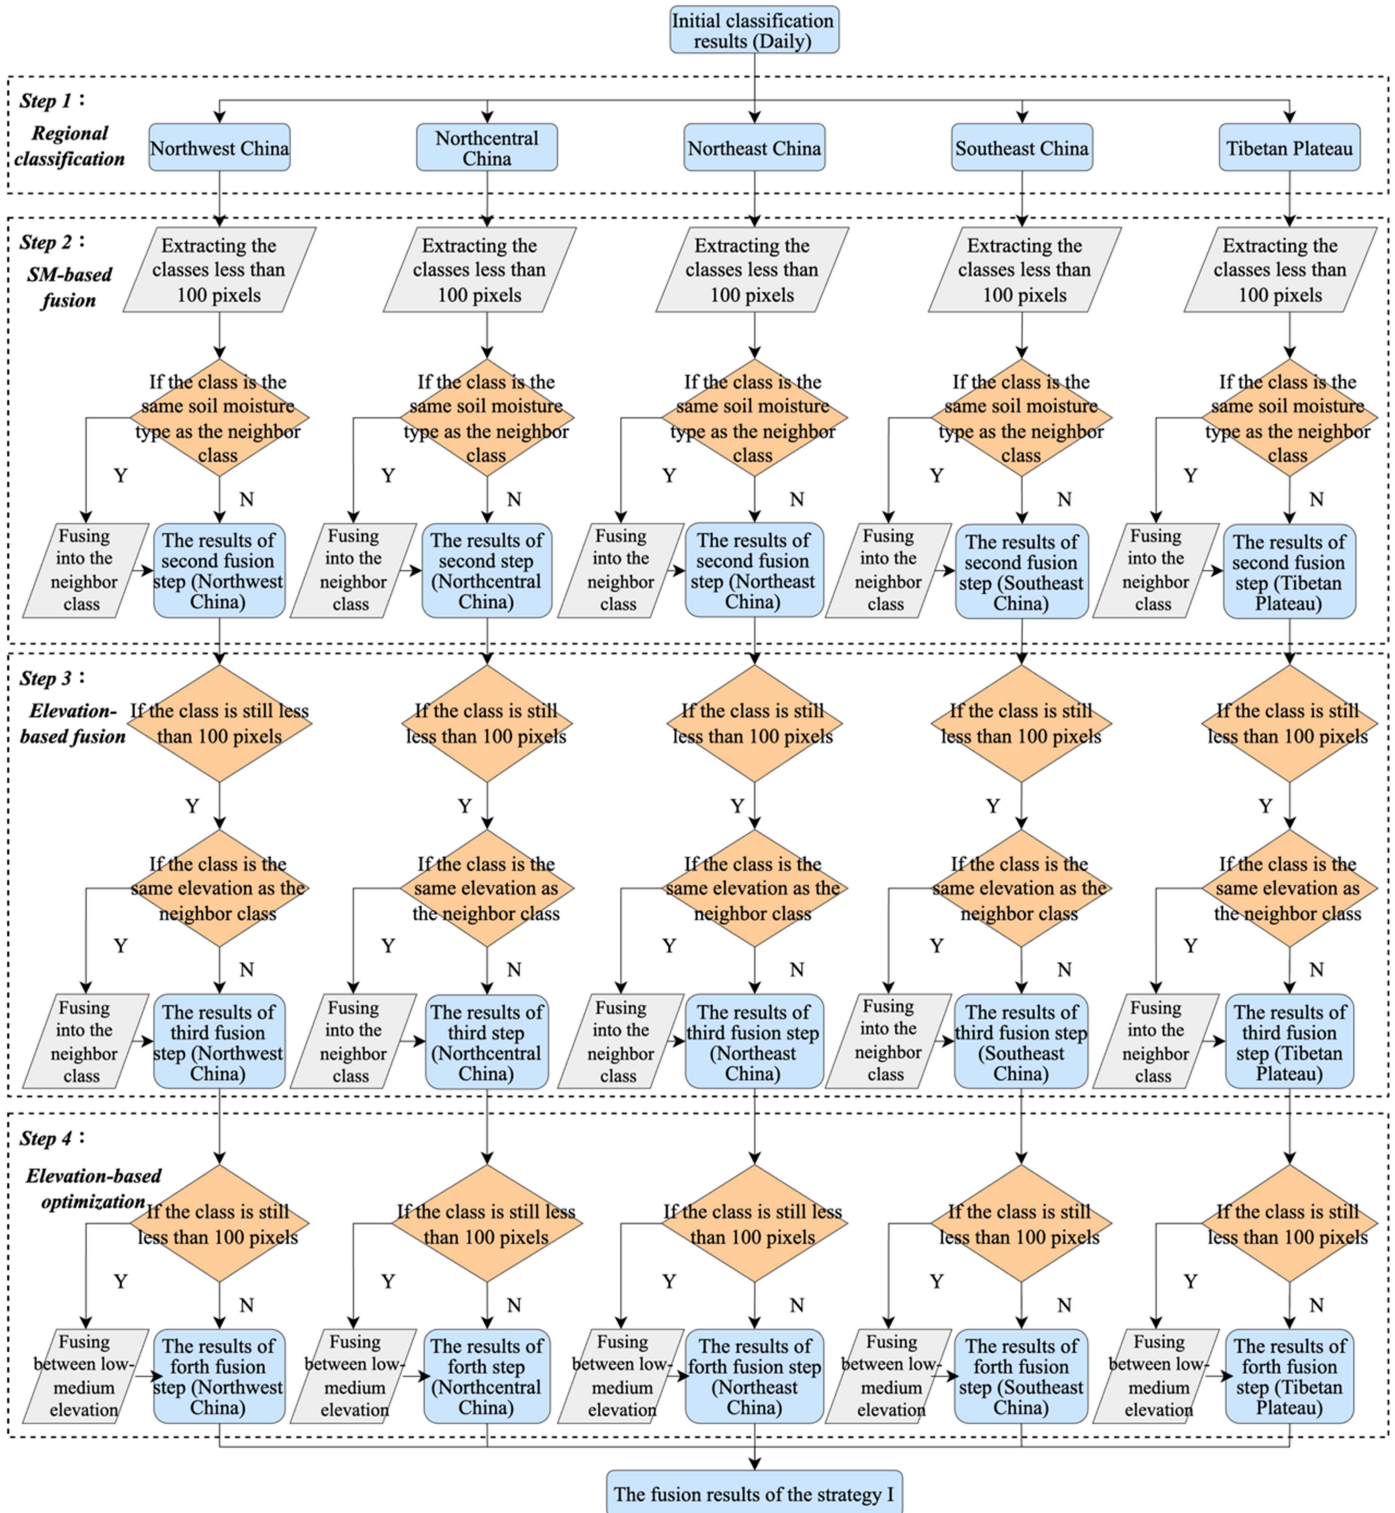 Initial classification
results (Daily)
Step 1：
Regional
classification
Northwest China
Northcentral
China
Northeast China
Southeast China
Tibetan Plateau
Step 2：
SM-based
fusion
Extracting the
classes less than
100 pixels
Extracting the
classes less than
100 pixels
Extracting the
classes less than
100 pixels
Extracting the
classes less than
100 pixels
Extracting the
classes less than
100 pixels
If the class is the
same soil moisture
type as the neighbor
class
If the class is the
same soil moisture
type as the neighbor
class
If the class is the
same soil moisture
type as the neighbor
class
If the class is the
same soil moisture
type as the neighbor
class
If the class is the
same soil moisture
type as the neighbor
class
Y
N
Y
N
Y
N
Y
N
Y
N
Fusing
into the
neighbor
class
The results of
second fusion
step (Northwest
China)
Fusing
into the
neighbor
class
The results of
second step
(Northcentral
China)
Fusing
into the
neighbor
class
The results of
second fusion
step (Northeast
China)
Fusing
into the
neighbor
class
The results of
second fusion
step (Southeast
China)
Fusing
into the
neighbor
class
The results of
second fusion
step (Tibetan
Plateau)
Step 3：
Elevation-
based fusion
If the class is still less
than 100 pixels
If the class is still
less than 100 pixels
If the class is still
less than 100 pixels
If the class is still
less than 100 pixels
If the class is still
less than 100 pixels
Y
Y
Y
Y
Y
If the class is the
same elevation as the
neighbor class
If the class is the
same elevation as
the neighbor class
If the class is the
same elevation as the
neighbor class
If the class is the
same elevation as the
neighbor class
If the class is the
same elevation as
the neighbor class
Y
N
Y
N
Y
N
Y
N
Y
N
Fusing
into the
neighbor
class
The results of
third fusion
step (Northwest
China)
Fusing
into the
neighbor
class
The results of
third step
(Northcentral
China)
Fusing
into the
neighbor
class
The results of
third fusion step
(Northeast
China)
Fusing
into the
neighbor
class
The results of
third fusion step
(Southeast
China)
Fusing
into the
neighbor
class
The results of
third fusion
step (Tibetan
Plateau)
Step 4：
Elevation-based
optimization
If the class is still
less than 100 pixels
If the class is still less
than 100 pixels
If the class is still less
than 100 pixels
If the class is still
less than 100 pixels
If the class is still
less than 100 pixels
Y
N
Y
N
Y
N
Y
N
Y
N
Fusing
between low-
medium
elevation
The results of
forth fusion
step (Northwest
China)
Fusing
between low-
medium
elevation
The results of
forth step
(Northcentral
China)
Fusing
between low-
medium
elevation
The results of
forth fusion step
(Northeast
China)
Fusing
between low-
medium
elevation
The results of
forth fusion
step (Southeast
China)
Fusing
between low-
medium
elevation
The results of
forth fusion
step (Tibetan
Plateau)
The fusion results of the strategy I